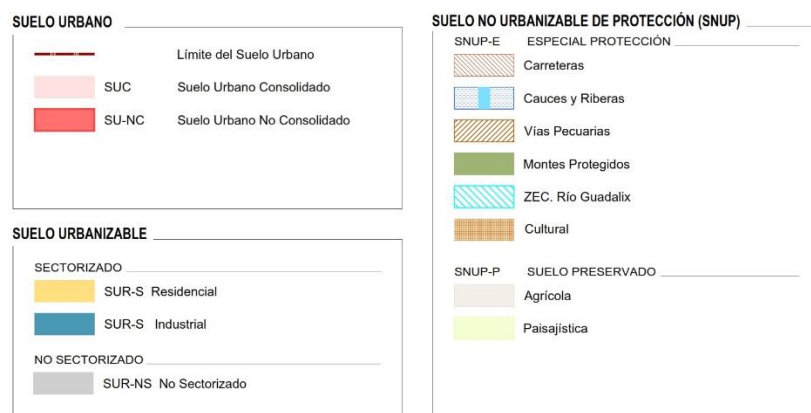 SUELO URBANO
Límite del Suelo Urbano
SUC Suelo Urbano Consolidado
SU-NC Suelo Urbano No Consolidado
SUELO URBANIZABLE
SECTORIZADO
SUR-S Residencial
SUR-S Industrial
NO SECTORIZADO
SUR-NS No Sectorizado
SUELO NO URBANIZABLE DE PROTECCIÓN (SNUP)
SNUP-E ESPECIAL PROTECCIÓN
Carreteras
Cauces y Riberas
Vías Pecuarias
Montes Protegidos
ZEC. Río Guadalix
Cultural
SNUP-P SUELO PRESERVADO
Agrícola
Paisajística